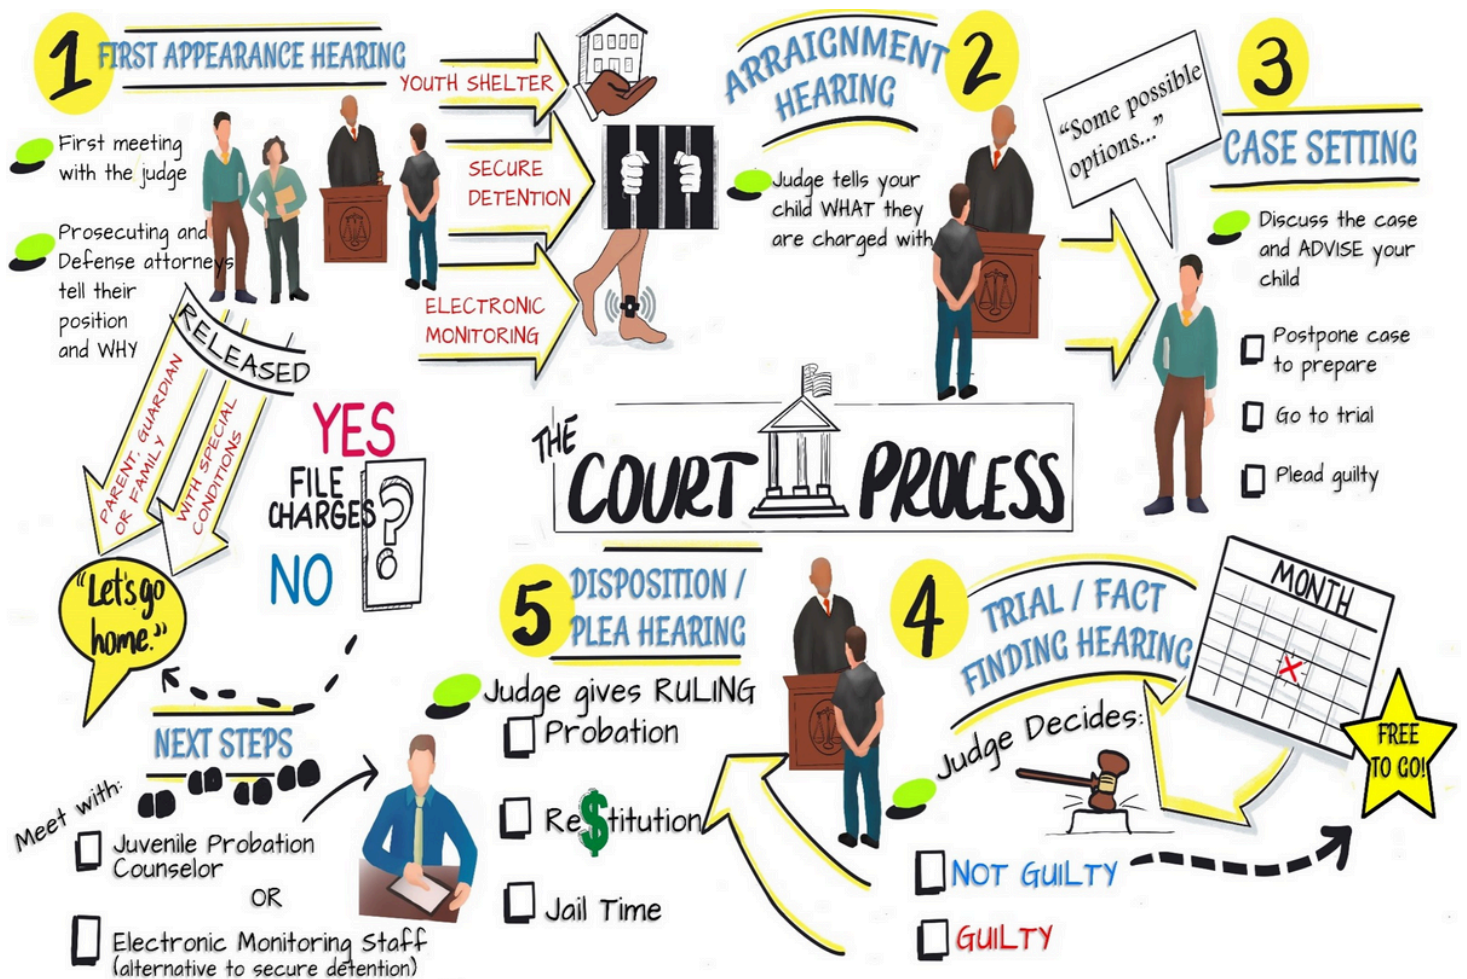 1
FIRST APPEARANCE HEARING
First meeting
with the judge
Prosecuting and
Defense attorneys
tell their
position
and WHY
YOUTH SHELTER
SECURE
DETENTION
ELECTRONIC
MONITORING
RELEASED
PARENT, GUARDIAN
OR FAMILY
WITH SPECIAL
CONDITIONS
"Let's go
home."
YES
FILE
CHARGES
?
NO
2
ARRAIGNMENT
HEARING
Judge tells your
child WHAT they
are charged with
"Some possible
options..."
3
CASE SETTING
Discuss the case
and ADVISE your
child
Postpone case
to prepare
Go to trial
Plead guilty
THE
COURT PROCESS
4
TRIAL / FACT
FINDING HEARING
MONTH
X
Judge Decides:
NOT GUILTY
GUILTY
FREE
TO GO!
5
DISPOSITION /
PLEA HEARING
Judge gives RULING
Probation
Re$titution
Jail Time
NEXT STEPS
Meet with:
Juvenile Probation
Counselor
OR
Electronic Monitoring Staff
(alternative to secure detention)